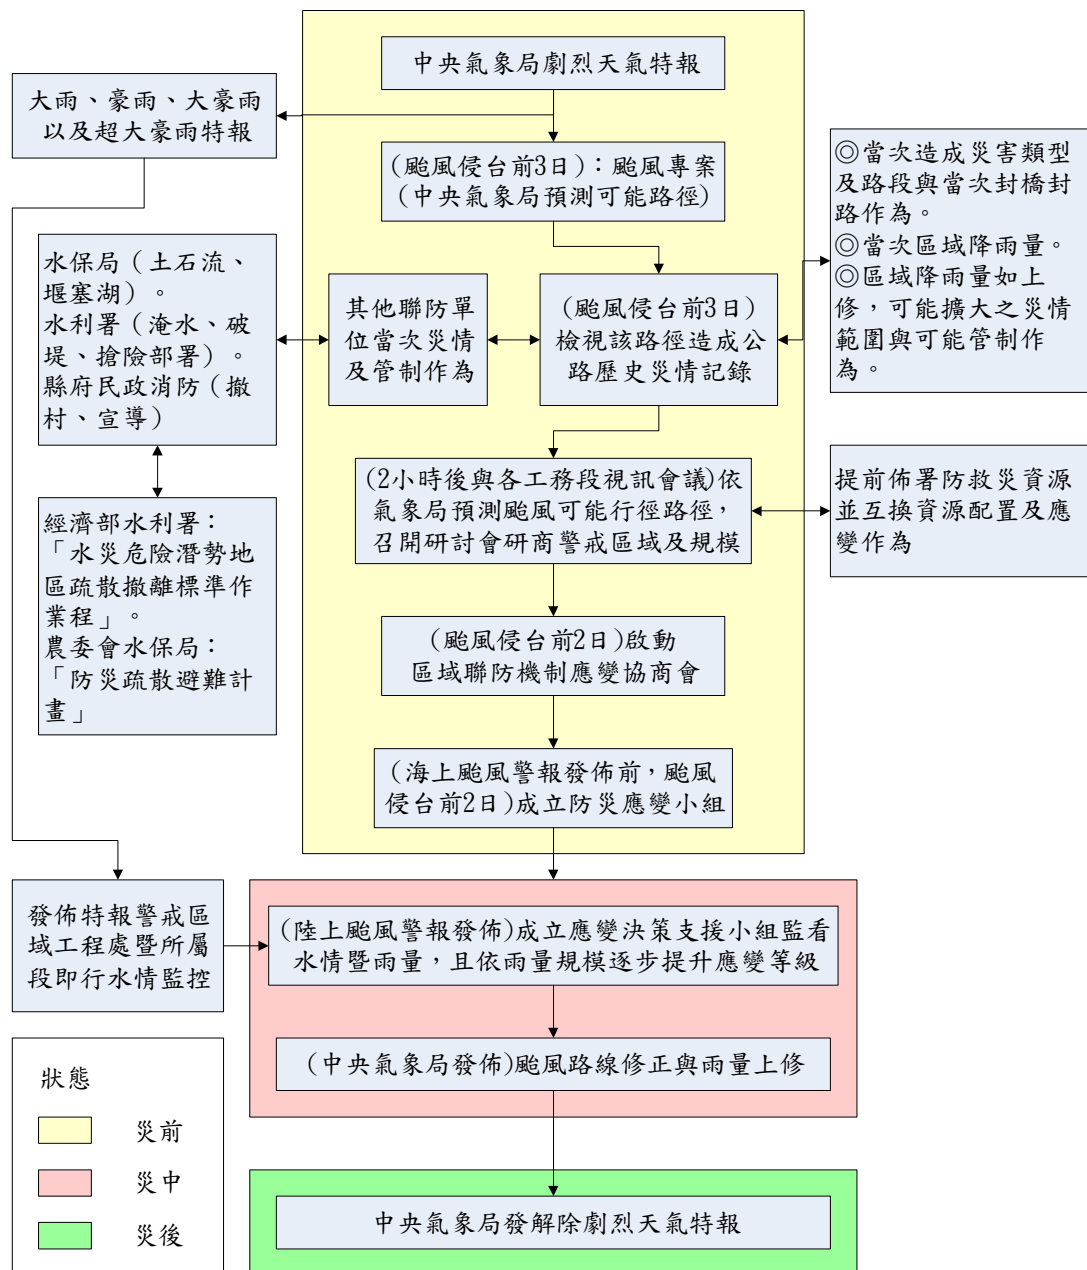 中央氣象局劇烈天氣特報
大雨、豪雨、大豪雨
以及超大豪雨特報
(颱風侵台前3日)：颱風專案
(中央氣象局預測可能路徑)
◎當次造成災害類型
及路段與當次封橋封
路作為。
◎當次區域降雨量。
◎區域降雨量如上
修，可能擴大之災情
範圍與可能管制作
為。
水保局（土石流、
堰塞湖）。
水利署（淹水、破
堤、搶險部署）。
縣府民政消防（撤
村、宣導）
其他聯防單
位當次災情
及管制作為
(颱風侵台前3日)
檢視該路徑造成公
路歷史災情記錄
(2小時後與各工務段視訊會議)依
氣象局預測颱風可能行徑路徑，
召開研討會研商警戒區域及規模
提前佈署防救災資源
並互換資源配置及應
變作為
經濟部水利署：
「水災危險潛勢地
區疏散撤離標準作
業程」。
農委會水保局：
「防災疏散避難計
畫」
(颱風侵台前2日)啟動
區域聯防機制應變協商會
(海上颱風警報發佈前，颱風
侵台前2日)成立防災應變小組
發佈特報警戒區
域工程處暨所屬
段即行水情監控
(陸上颱風警報發佈)成立應變決策支援小組監看
水情暨雨量，且依雨量規模逐步提升應變等級
(中央氣象局發佈)颱風路線修正與雨量上修
中央氣象局發解除劇烈天氣特報
狀態
災前
災中
災後